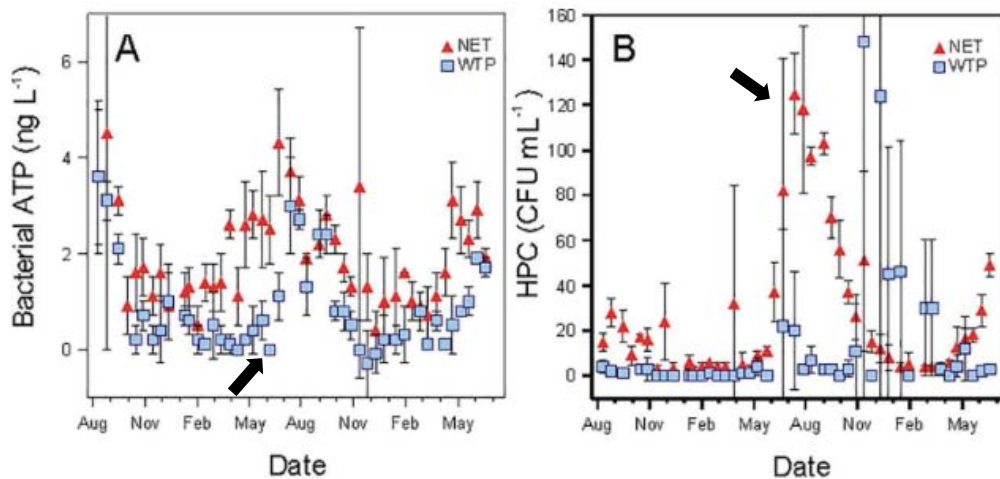 A
NET
WTP
Bacterial ATP (ng L⁻¹)
6
4
2
0
Aug Nov Feb May Aug Nov Feb May
Date
B
NET
WTP
HPC (CFU mL⁻¹)
160
140
120
100
80
60
40
20
0
Aug Nov Feb May Aug Nov Feb May
Date